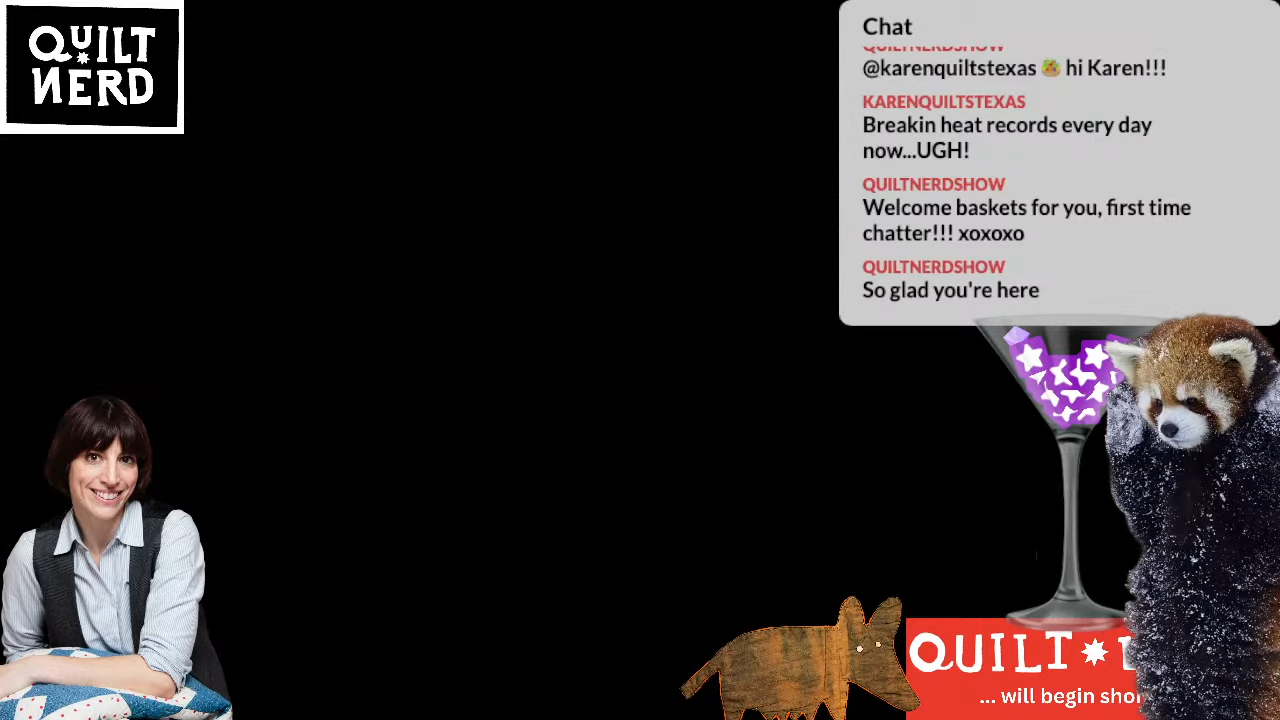 QUILT
NERD
Chat
QUILTNERDSHOW
@karenquiltstexas hi Karen!!!
KARENQUILTSTEXAS
Breakin heat records every day
now...UGH!
QUILTNERDSHOW
Welcome baskets for you, first time
chatter!!! xoxoxo
QUILTNERDSHOW
So glad you're here
QUILT
... will begin